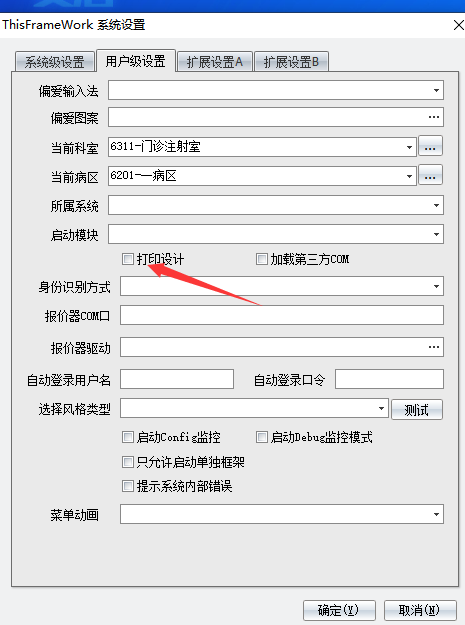 ThisFrameWork 系统设置
系统级设置 用户级设置 扩展设置A 扩展设置B
偏爱输入法
偏爱图案 ...
当前科室 6311-门诊注射室 ...
当前病区 6201-一病区 ...
所属系统
启动模块
打印设计 加载第三方COM
身份识别方式
报价器COM口
报价器驱动 ...
自动登录用户名 自动登录口令
选择风格类型 测试
启动Config监控 启动Debug监控模式
只允许启动单独框架
提示系统内部错误
菜单动画
确定(Y) 取消(N)